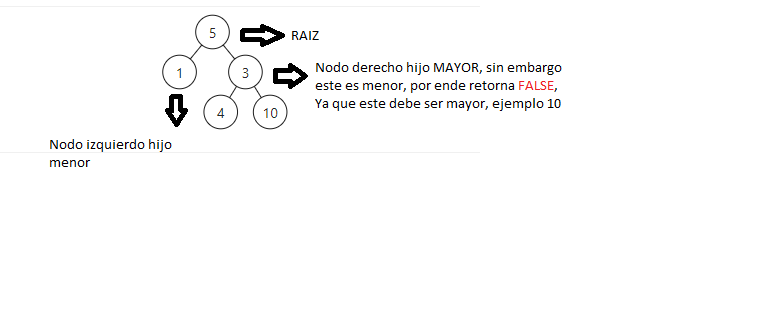 5
RAIZ
1
3
Nodo derecho hijo MAYOR, sin embargo
este es menor, por ende retorna FALSE,
Ya que este debe ser mayor, ejemplo 10
4
10
Nodo izquierdo hijo
menor